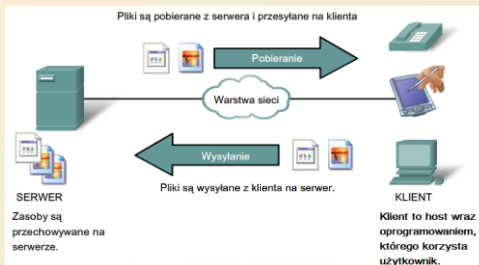 Pliki są pobierane z serwera i przesyłane na klienta
Pobieranie
Warstwa sieci
Wysyłanie
Pliki są wysyłane z klienta na serwer.
SERWER
Zasoby są
przechowywane na
serwerze.
KLIENT
Klient to host wraz
oprogramowaniem,
którego korzysta
użytkownik.